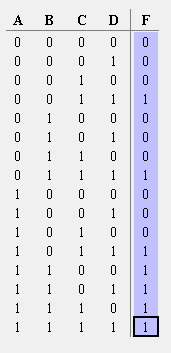 A B C D F
0 0 0 0 0
0 0 0 1 0
0 0 1 0 0
0 0 1 1 1
0 1 0 0 0
0 1 0 1 0
0 1 1 0 0
0 1 1 1 1
1 0 0 0 0
1 0 0 1 0
1 0 1 0 0
1 0 1 1 1
1 1 0 0 1
1 1 0 1 1
1 1 1 0 1
1 1 1 1 1